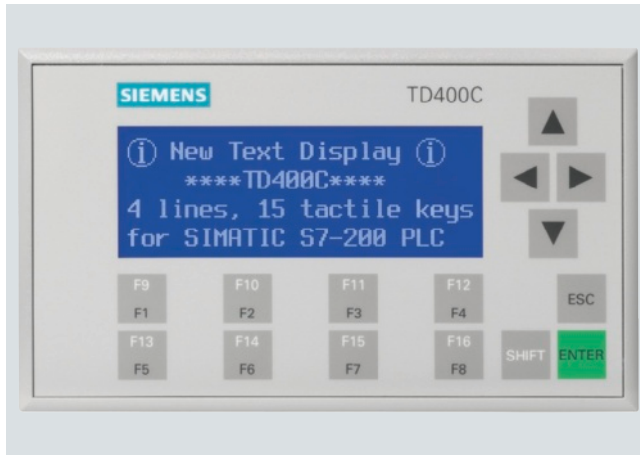 SIEMENS
TD400C
ⓘ New Text Display ⓘ
****TD400C****
4 lines, 15 tactile keys
for SIMATIC S7-200 PLC
F9 F10 F11 F12
F1 F2 F3 F4
ESC
F13 F14 F15 F16
F5 F6 F7 F8
SHIFT ENTER